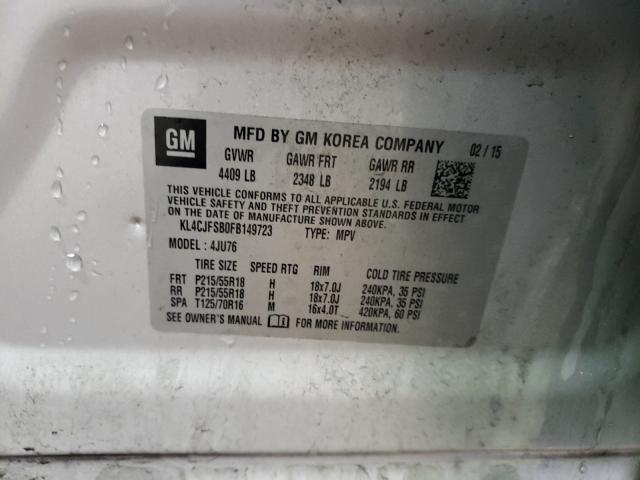 GM
MFD BY GM KOREA COMPANY 02 / 15
GVWR GAWR FRT GAWR RR
4409 LB 2348 LB 2194 LB
THIS VEHICLE CONFORMS TO ALL APPLICABLE U.S. FEDERAL MOTOR
VEHICLE SAFETY AND THEFT PREVENTION STANDARDS IN EFFECT
ON THE DATE OF MANUFACTURE SHOWN ABOVE.
KL4CJFSB0FB149723 TYPE: MPV
MODEL : 4JU76
TIRE SIZE SPEED RTG RIM COLD TIRE PRESSURE
FRT P215/55R18 H 18x7.0J 240KPA, 35 PSI
RR P215/55R18 H 18x7.0J 240KPA, 35 PSI
SPA T125/70R16 M 16x4.0T 420KPA, 60 PSI
SEE OWNER'S MANUAL FOR MORE INFORMATION.